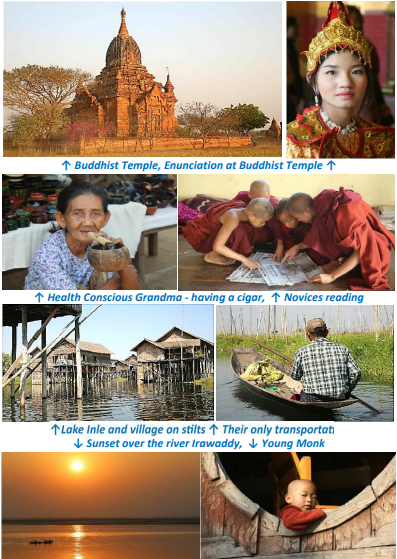 ↑ Buddhist Temple, Enunciation at Buddhist Temple ↑
↑ Health Conscious Grandma - having a cigar, ↑ Novices reading
↑Lake Inle and village on stilts ↑ Their only transportati
↓ Sunset over the river Irawaddy, ↓ Young Monk